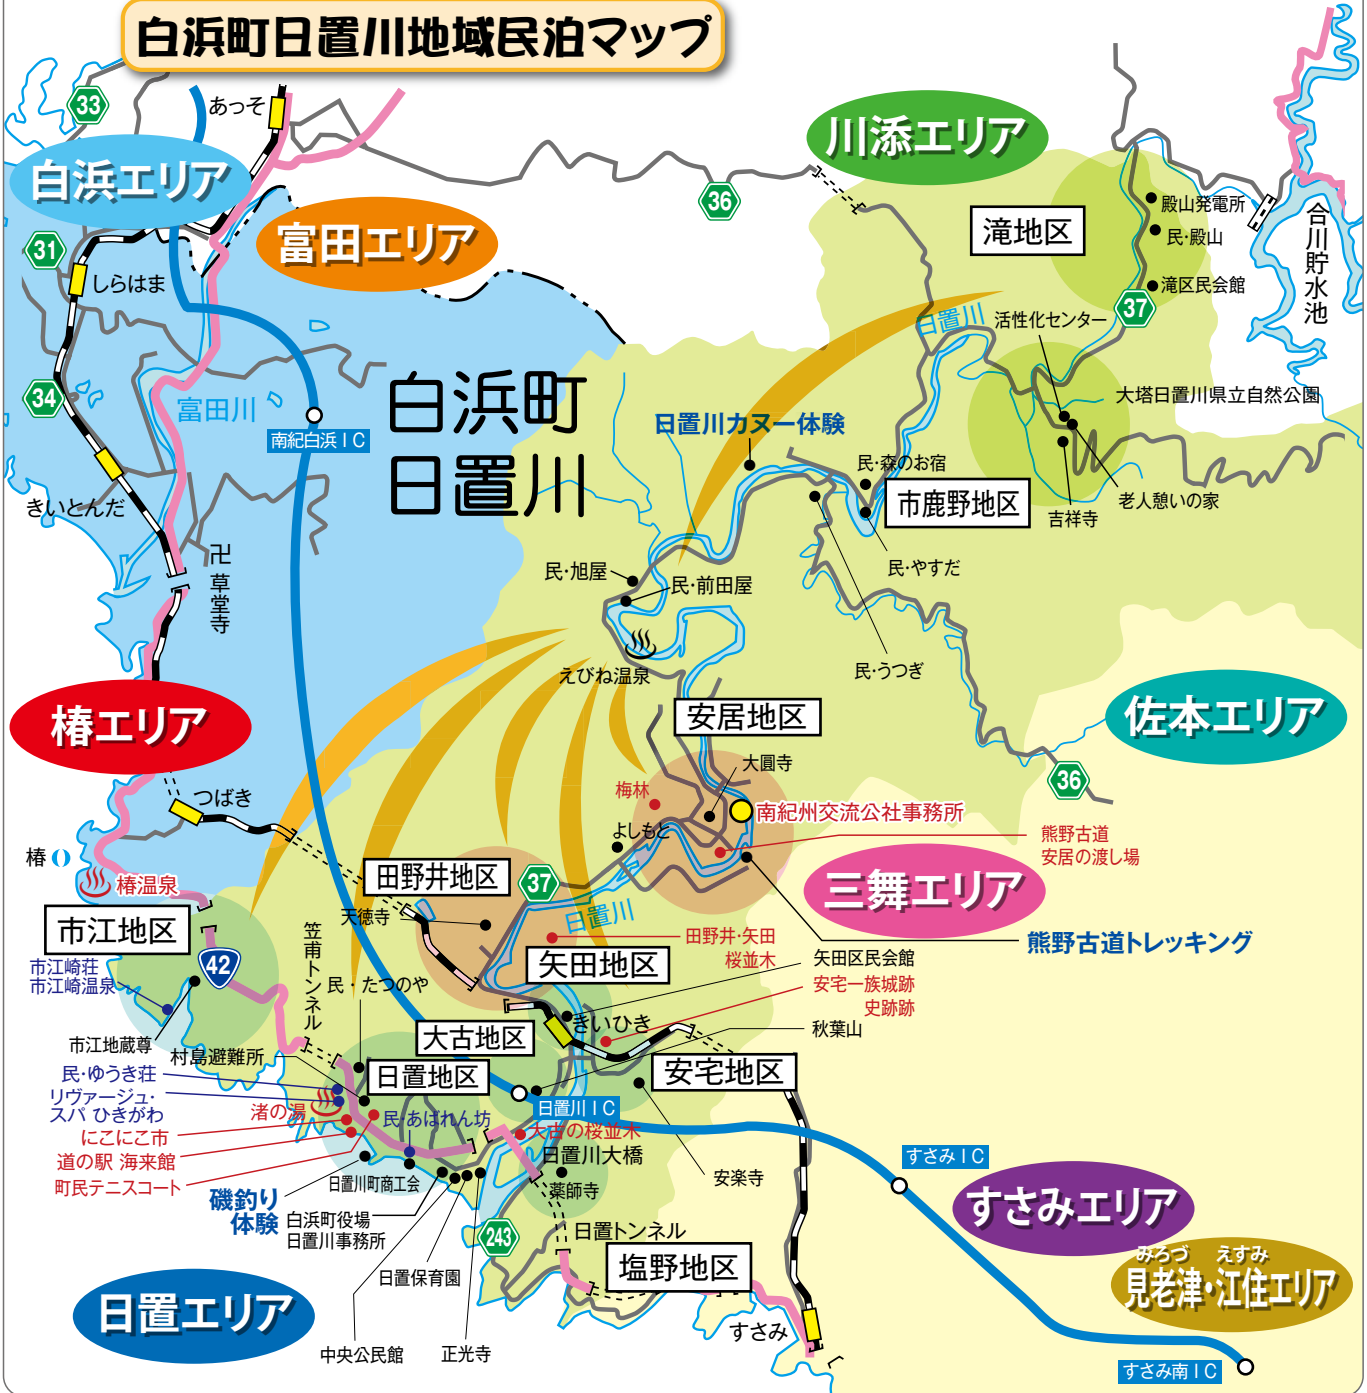 白浜町日置川地域民泊マップ
33
あっそ
白浜エリア
川添エリア
36
殿山発電所
民・殿山
滝地区
合川貯水池
富田エリア
31
しらはま
滝区民会館
37
日置川
活性化センター
34
富田川
南紀白浜IC
白浜町
日置川
大塔日置川県立自然公園
日置川カヌー体験
民・森のお宿
市鹿野地区
老人憩いの家
吉祥寺
きいとんだ
卍草堂寺
民・旭屋
民・前田屋
民・やすだ
えびね温泉
民・うつぎ
椿エリア
安居地区
佐本エリア
大圓寺
36
つばき
梅林
南紀州交流公社事務所
よしもと
熊野古道
安居の渡し場
椿
椿温泉
田野井地区
37
三舞エリア
天徳寺
日置川
市江地区
笠甫トンネル
田野井・矢田
桜並木
熊野古道トレッキング
矢田地区
矢田区民会館
42
市江崎荘
市江崎温泉
民・たつのや
安宅一族城跡
史跡跡
きいひき
秋葉山
大古地区
市江地蔵尊
村島避難所
日置地区
安宅地区
民・ゆうき荘
リヴァージュ・
スパ ひきがわ
渚の湯
日置川IC
民・あばれん坊
にこにこ市
大古の桜並木
道の駅 海来館
日置川大橋
すさみIC
町民テニスコート
安楽寺
日置川町商工会
薬師寺
磯釣り
体験
白浜町役場
日置川事務所
すさみエリア
243
日置トンネル
みろづ えすみ
見老津・江住エリア
塩野地区
日置保育園
日置エリア
すさみ
中央公民館
正光寺
すさみ南IC